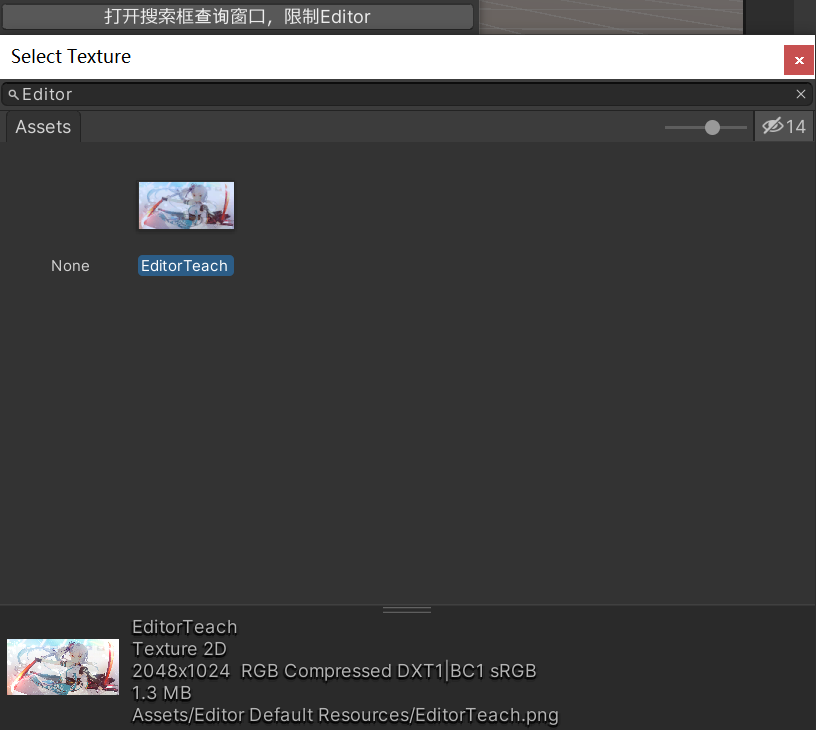 打开搜索框查询窗口，限制Editor
Select Texture
Editor
Assets
14
None
EditorTeach
EditorTeach
Texture 2D
2048x1024  RGB Compressed DXT1|BC1 sRGB
1.3 MB
Assets/Editor Default Resources/EditorTeach.png